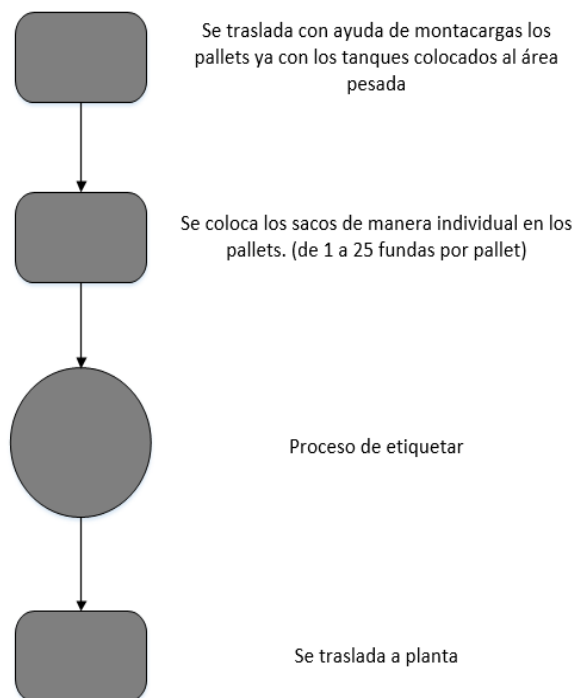 Se traslada con ayuda de montacargas los
pallets ya con los tanques colocados al área
pesada
Se coloca los sacos de manera individual en los
pallets. (de 1 a 25 fundas por pallet)
Proceso de etiquetar
Se traslada a planta